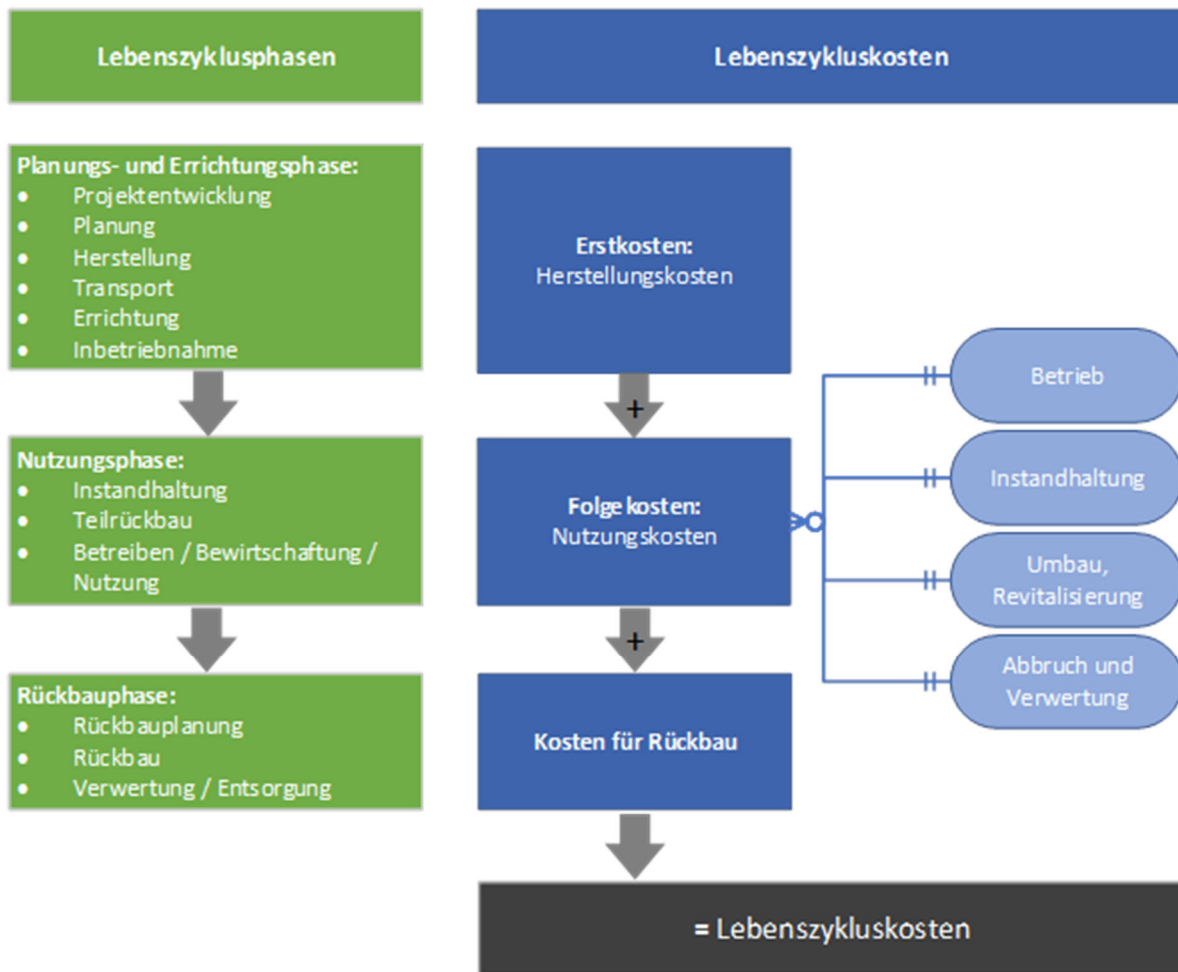 Lebenszyklusphasen
Lebenszykluskosten
Planungs- und Errichtungsphase:
• Projektentwicklung
• Planung
• Herstellung
• Transport
• Errichtung
• Inbetriebnahme
Erstkosten:
Herstellungskosten
+
Nutzungsphase:
• Instandhaltung
• Teilrückbau
• Betreiben / Bewirtschaftung /
Nutzung
Folgekosten:
Nutzungskosten
Betrieb
Instandhaltung
Umbau,
Revitalisierung
Abbruch und
Verwertung
+
Rückbauphase:
• Rückbauplanung
• Rückbau
• Verwertung / Entsorgung
Kosten für Rückbau
= Lebenszykluskosten